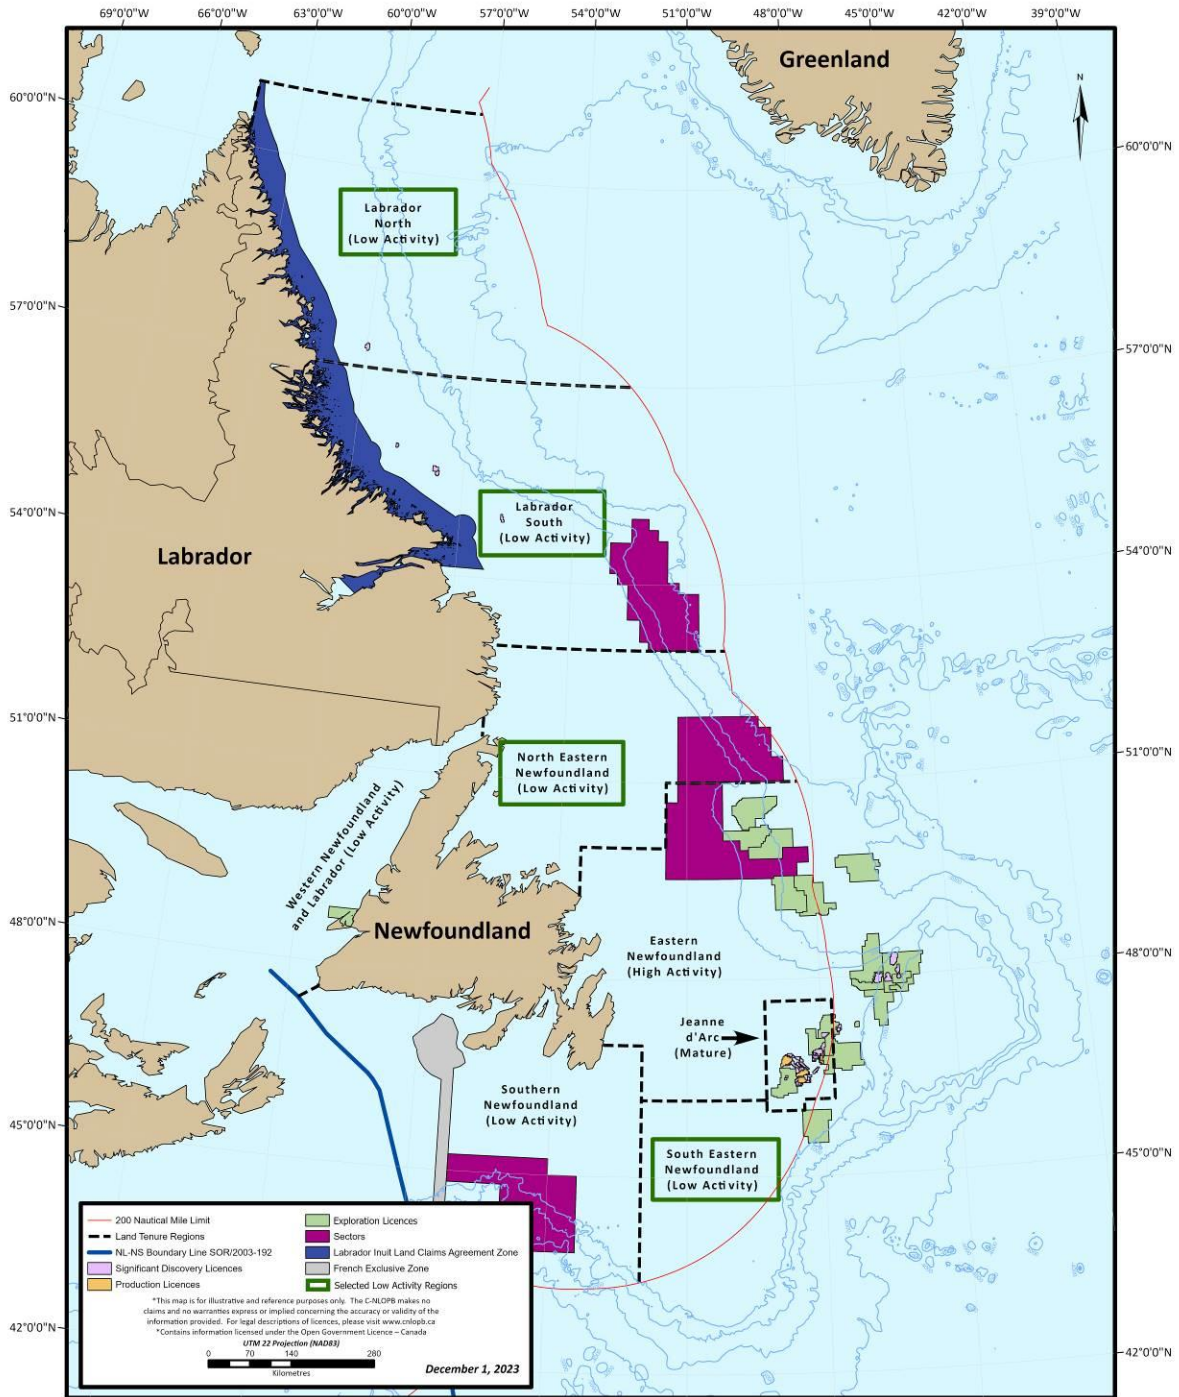 69°0'0"W
66°0'0"W
63°0'0"W
60°0'0"W
57°0'0"W
54°0'0"W
51°0'0"W
48°0'0"W
45°0'0"W
42°0'0"W
39°0'0"W
Greenland
N
60°0'0"N
60°0'0"N
Labrador
North
(Low Activity)
57°0'0"N
57°0'0"N
Labrador
South
(Low Activity)
54°0'0"N
54°0'0"N
Labrador
51°0'0"N
51°0'0"N
North Eastern
Newfoundland
(Low Activity)
Western Newfoundland
and Labrador (Low Activity)
48°0'0"N
48°0'0"N
Newfoundland
Eastern
Newfoundland
(High Activity)
Jeanne
d'Arc
(Mature)
Southern
Newfoundland
(Low Activity)
45°0'0"N
45°0'0"N
South Eastern
Newfoundland
(Low Activity)
200 Nautical Mile Limit
Land Tenure Regions
NL-NS Boundary Line SOR/2003-192
Significant Discovery Licences
Production Licences
Exploration Licences
Sectors
Labrador Inuit Land Claims Agreement Zone
French Exclusive Zone
Selected Low Activity Regions
*This map is for illustrative and reference purposes only. The C-NLOPB makes no
claims and no warranties express or implied concerning the accuracy or validity of the
information provided. For legal descriptions of licences, please visit www.cnlopb.ca
*Contains information licensed under the Open Government Licence – Canada
UTM 22 Projection (NAD83)
0 70 140 280
Kilometres
December 1, 2023
42°0'0"N
42°0'0"N